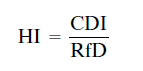 HI = CDI / RfD